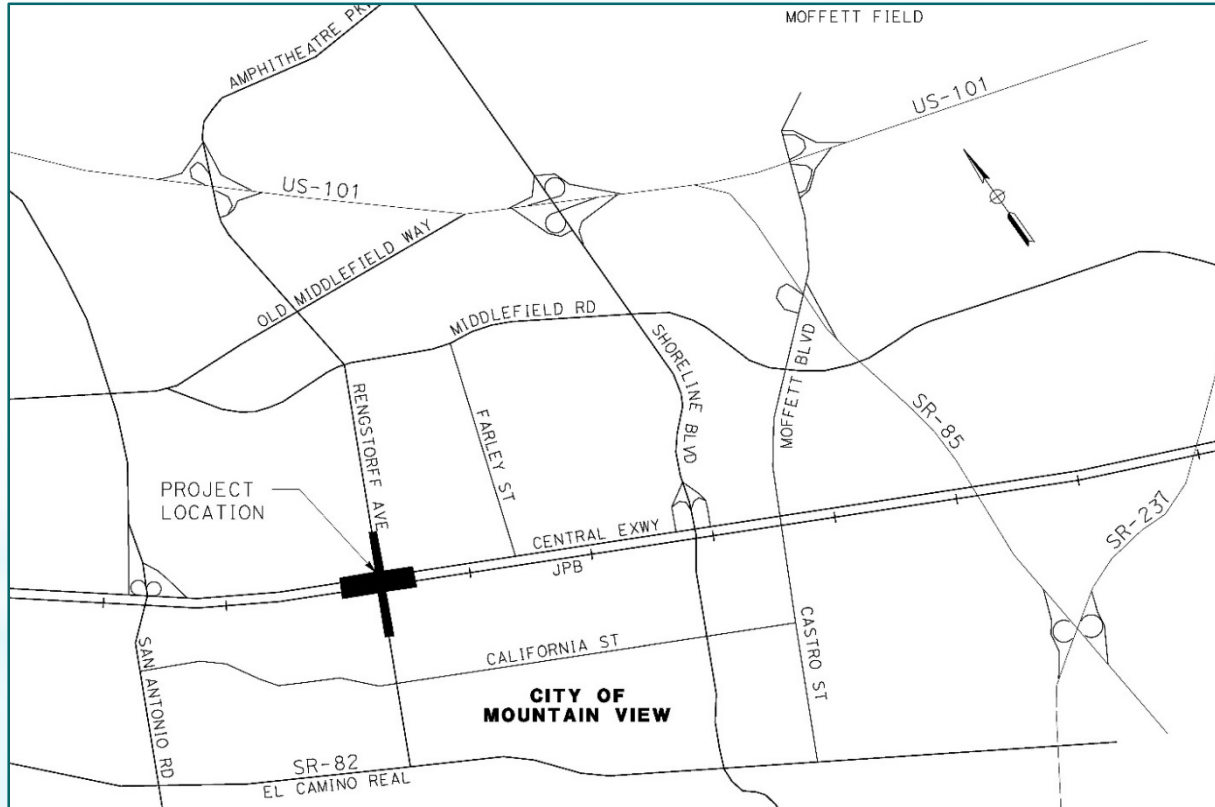 MOFFETT FIELD
AMPHITHEATRE PK
US-101
US-101
OLD MIDDLEFIELD WAY
MIDDLEFIELD RD
SHORELINE BLVD
MOFFETT BLVD
RENGSTORFF AVE
FARLEY ST
SR-85
PROJECT
LOCATION
CENTRAL EXWY
JPB
SR-237
SAN ANTONIO RD
CALIFORNIA ST
CASTRO ST
CITY OF
MOUNTAIN VIEW
SR-82
EL CAMINO REAL